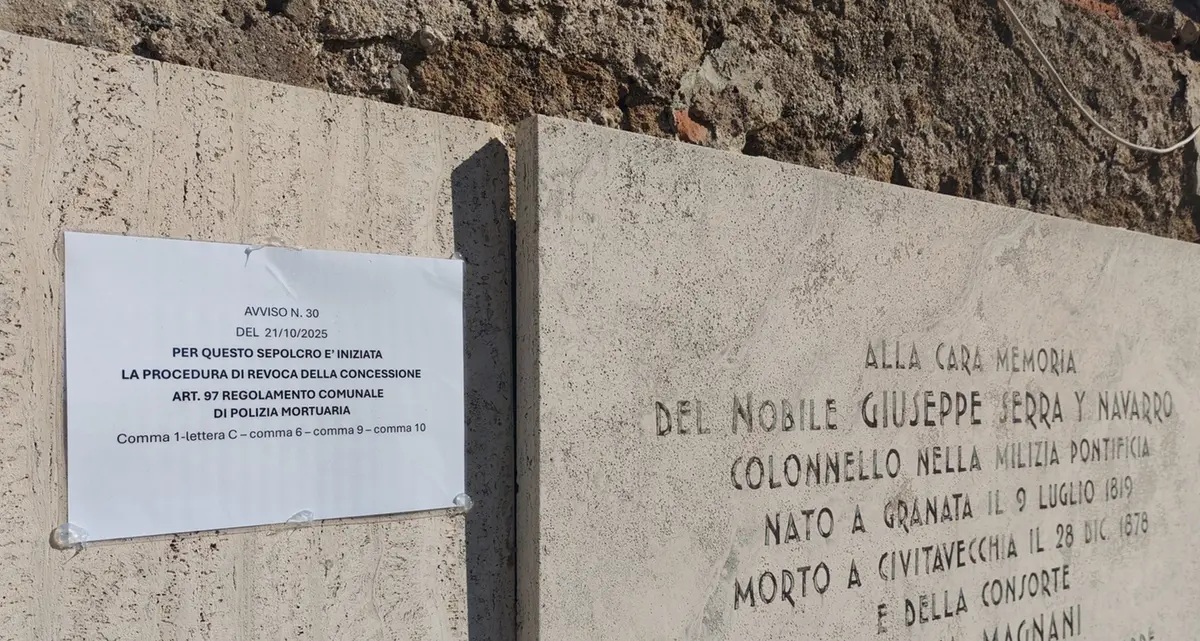 AVVISO N. 30
DEL 21/10/2025
PER QUESTO SEPOLCRO E' INIZIATA
LA PROCEDURA DI REVOCA DELLA CONCESSIONE
ART. 97 REGOLAMENTO COMUNALE
DI POLIZIA MORTUARIA
Comma 1-lettera C – comma 6 – comma 9 – comma 10
ALLA CARA MEMORIA
DEL NOBILE GIUSEPPE SERRA Y NAVARRO
COLONNELLO NELLA MILIZIA PONTIFICIA
NATO A GRANATA IL 9 LUGLIO 1819
MORTO A CIVITAVECCHIA IL 28 DIC. 1878
E DELLA CONSORTE
MAGNANI